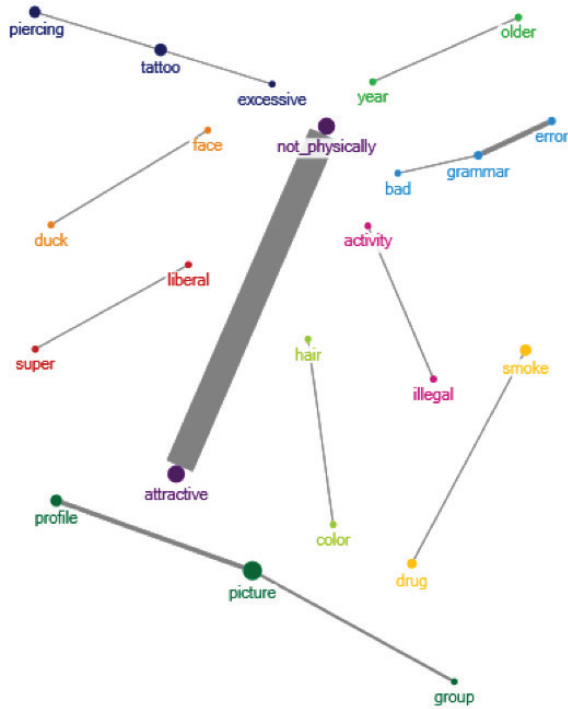 piercing
older
tattoo
excessive
year
error
face
not_physically
grammar
bad
duck
activity
liberal
super
hair
smoke
illegal
attractive
profile
color
drug
picture
group